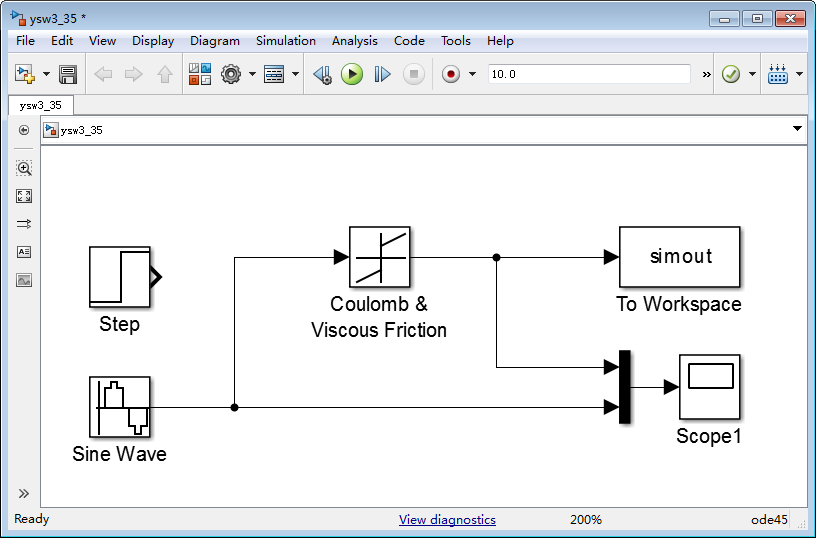 ysw3_35 *
File Edit View Display Diagram Simulation Analysis Code Tools Help
10.0
»
ysw3_35
ysw3_35
simout
Coulomb &
Viscous Friction
To Workspace
Step
Sine Wave
Scope1
Ready View diagnostics 200% ode45